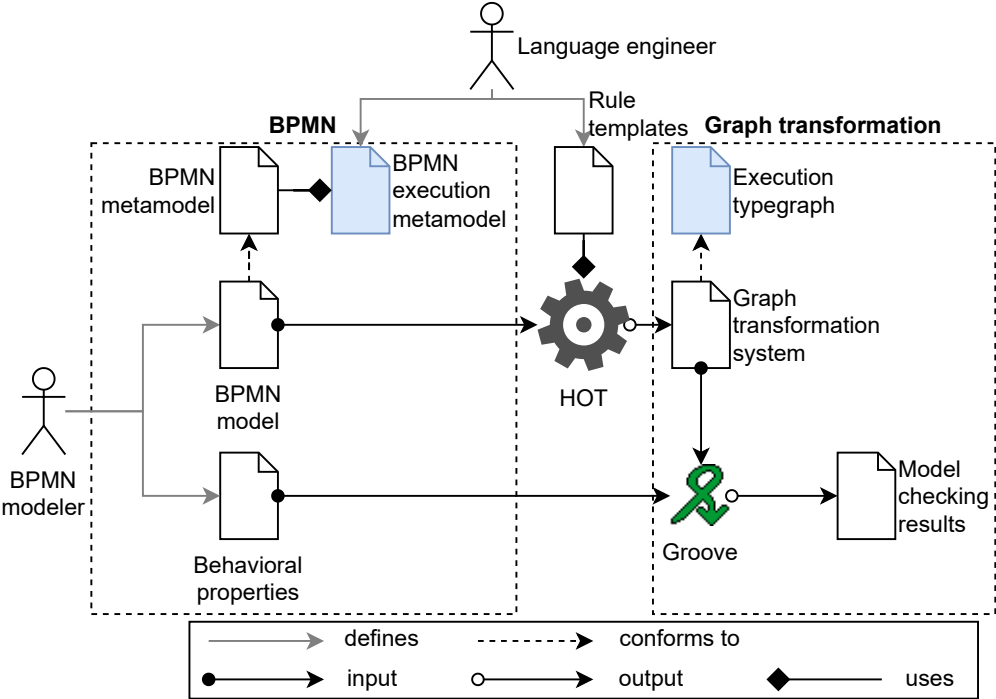 Language engineer
Rule
templates
BPMN
Graph transformation
BPMN
metamodel
BPMN
execution
metamodel
Execution
typegraph
Graph
transformation
system
HOT
BPMN
model
BPMN
modeler
Model
checking
results
Groove
Behavioral
properties
defines
conforms to
input
output
uses